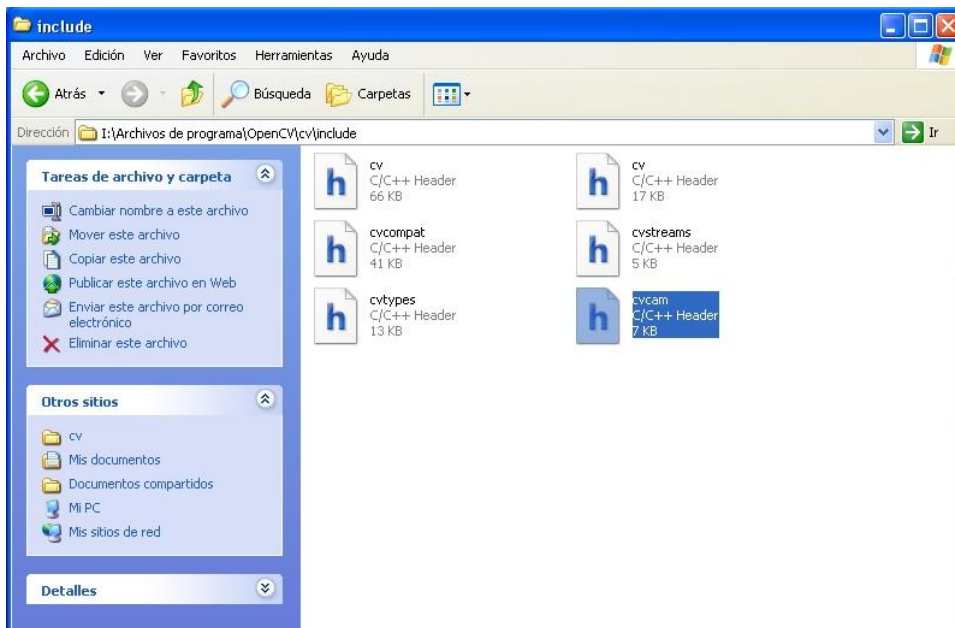 include
Archivo Edición Ver Favoritos Herramientas Ayuda
Atrás Búsqueda Carpetas
Dirección I:\Archivos de programa\OpenCV\cv\include Ir
Tareas de archivo y carpeta
Cambiar nombre a este archivo
Mover este archivo
Copiar este archivo
Publicar este archivo en Web
Enviar este archivo por correo
electrónico
Eliminar este archivo
Otros sitios
cv
Mis documentos
Documentos compartidos
Mi PC
Mis sitios de red
Detalles
cv
C/C++ Header
66 KB
cv
C/C++ Header
17 KB
cvcompat
C/C++ Header
41 KB
cvstreams
C/C++ Header
5 KB
cvtypes
C/C++ Header
13 KB
cvcam
C/C++ Header
7 KB